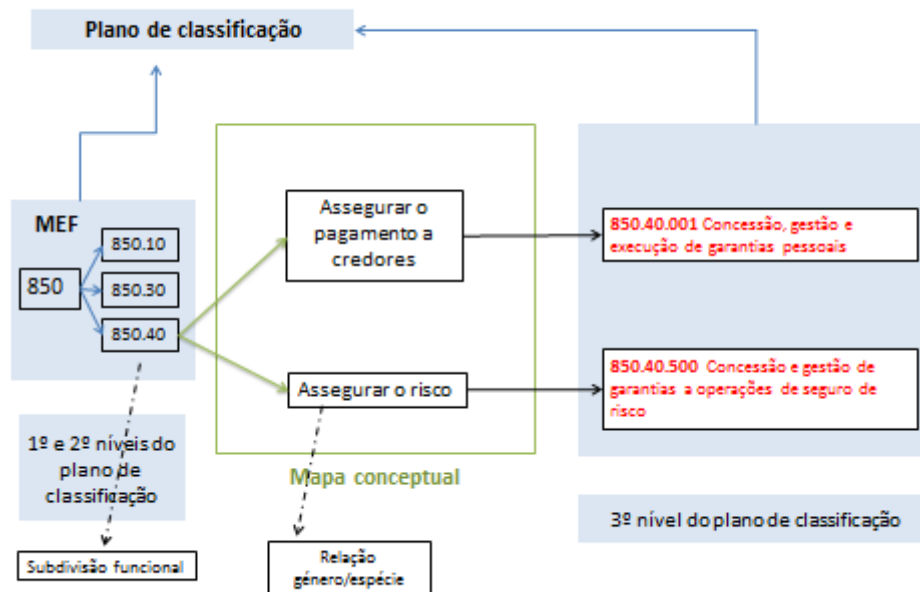 Plano de classificação
MEF
850
850.10
850.30
850.40
1º e 2º níveis do
plano de
classificação
Subdivisão funcional
Assegurar o
pagamento a
credores
Assegurar o risco
Mapa conceptual
Relação
género/espécie
850.40.001 Concessão, gestão e
execução de garantias pessoais
850.40.500 Concessão e gestão de
garantias a operações de seguro de
risco
3º nível do plano de classificação